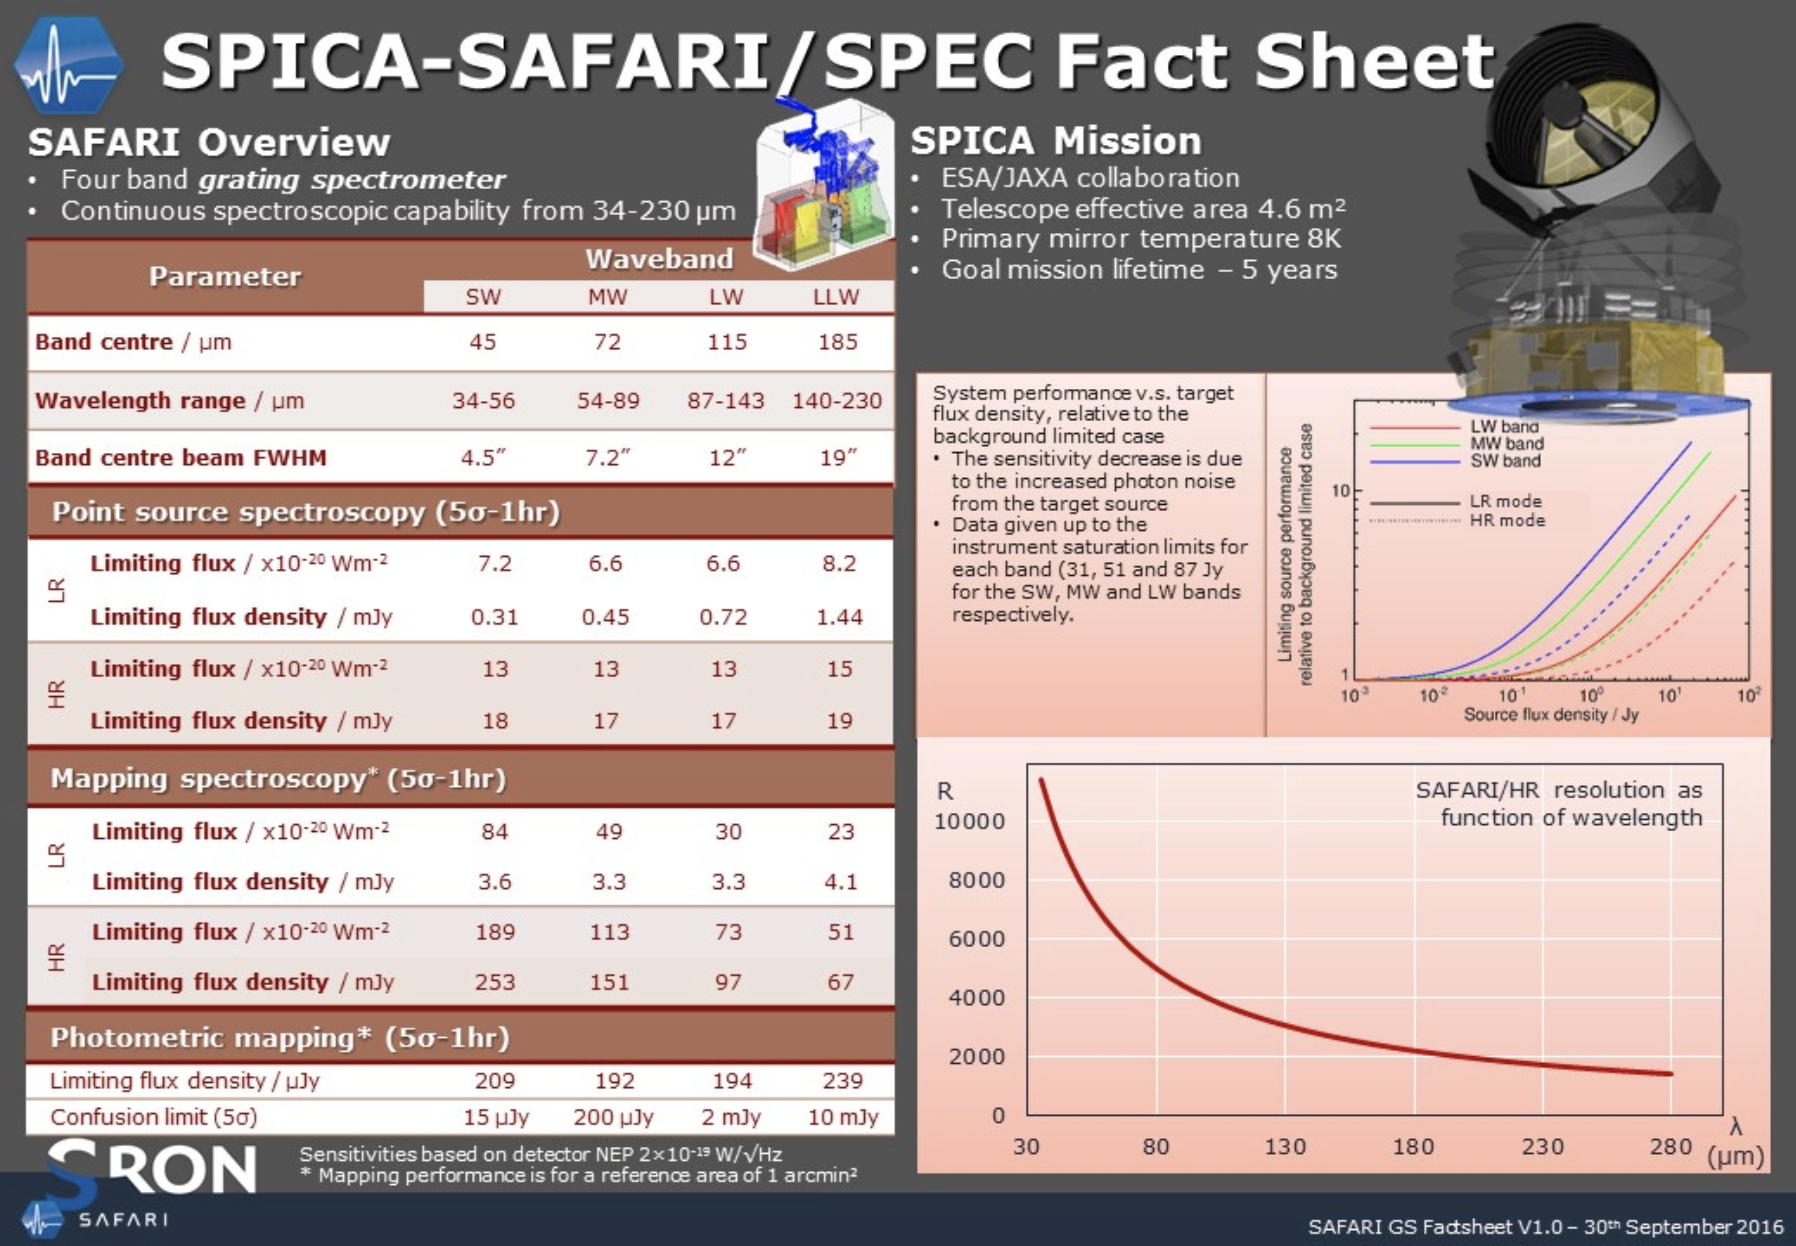 SPICA-SAFARI/SPEC Fact Sheet
SAFARI Overview
• Four band grating spectrometer
• Continuous spectroscopic capability from 34-230 µm
Parameter
Waveband
SW MW LW LLW
Band centre / µm 45 72 115 185
Wavelength range / µm 34-56 54-89 87-143 140-230
Band centre beam FWHM 4.5″ 7.2″ 12″ 19″
Point source spectroscopy (5σ-1hr)
LR
Limiting flux / x10⁻²⁰ Wm⁻² 7.2 6.6 6.6 8.2
Limiting flux density / mJy 0.31 0.45 0.72 1.44
HR
Limiting flux / x10⁻²⁰ Wm⁻² 13 13 13 15
Limiting flux density / mJy 18 17 17 19
Mapping spectroscopy* (5σ-1hr)
LR
Limiting flux / x10⁻²⁰ Wm⁻² 84 49 30 23
Limiting flux density / mJy 3.6 3.3 3.3 4.1
HR
Limiting flux / x10⁻²⁰ Wm⁻² 189 113 73 51
Limiting flux density / mJy 253 151 97 67
Photometric mapping* (5σ-1hr)
Limiting flux density / µJy 209 192 194 239
Confusion limit (5σ) 15 µJy 200 µJy 2 mJy 10 mJy
Sensitivities based on detector NEP 2×10⁻¹⁹ W/√Hz
* Mapping performance is for a reference area of 1 arcmin²
SRON
SAFARI
SPICA Mission
• ESA/JAXA collaboration
• Telescope effective area 4.6 m²
• Primary mirror temperature 8K
• Goal mission lifetime – 5 years
System performance v.s. target
flux density, relative to the
background limited case
• The sensitivity decrease is due
to the increased photon noise
from the target source
• Data given up to the
instrument saturation limits for
each band (31, 51 and 87 Jy
for the SW, MW and LW bands
respectively.
Limiting source performance
relative to background limited case
LW band
MW band
SW band
LR mode
HR mode
10
1
10⁻³ 10⁻² 10⁻¹ 10⁰ 10¹ 10²
Source flux density / Jy
R
SAFARI/HR resolution as
function of wavelength
10000
8000
6000
4000
2000
0
30 80 130 180 230 280
λ
(µm)
SAFARI GS Factsheet V1.0 – 30th September 2016